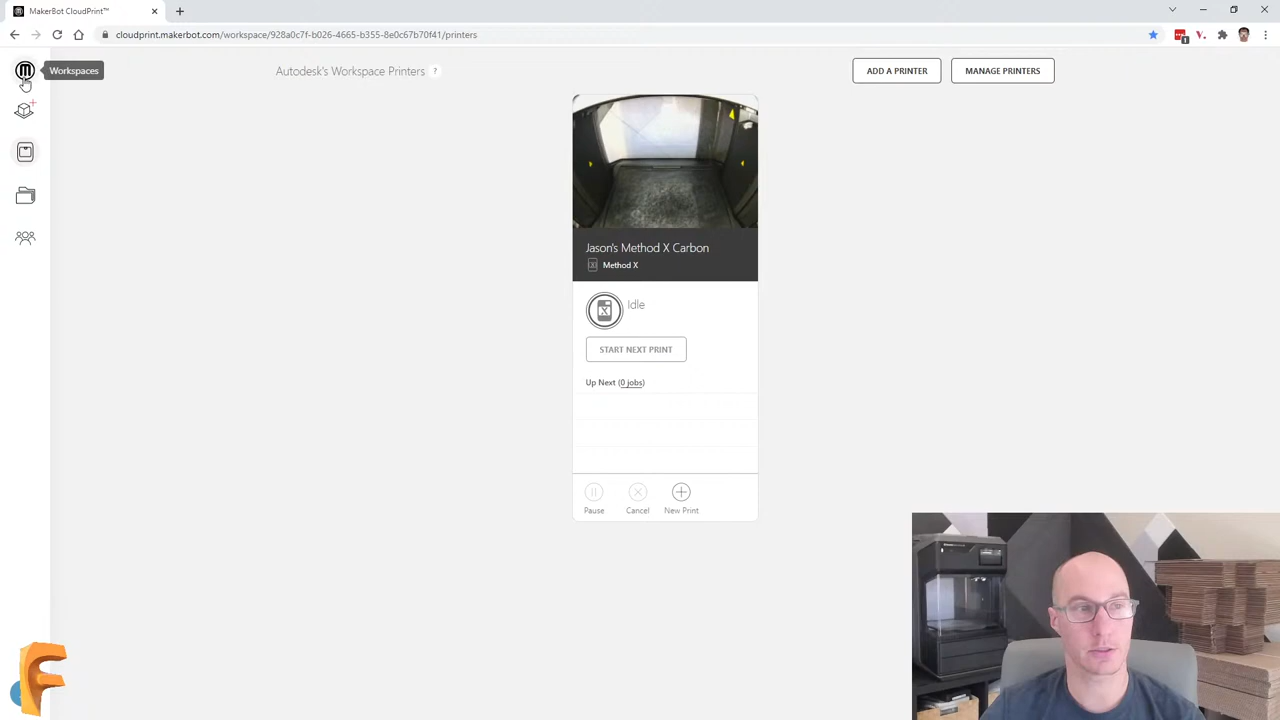 MakerBot CloudPrint™
cloudprint.makerbot.com/workspace/928a0c7f-b026-4665-b355-8e0c67b70f41/printers
1
Workspaces
Autodesk's Workspace Printers ?
ADD A PRINTER
MANAGE PRINTERS
Jason's Method X Carbon
Method X
Idle
START NEXT PRINT
Up Next (0 jobs)
Pause
Cancel
New Print